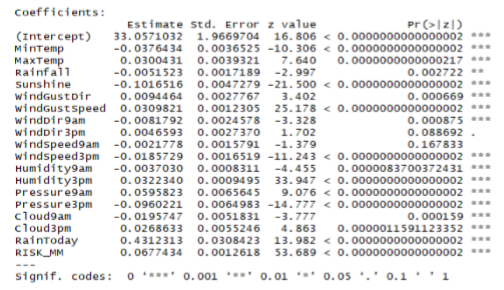 Coefficients:
Estimate Std. Error z value Pr(>|z|)
(Intercept) 33.0571032 1.9669704 16.806 < 0.0000000000000002 ***
MinTemp -0.0376434 0.0036525 -10.306 < 0.0000000000000002 ***
MaxTemp 0.0300431 0.0039321 7.640 0.0000000000000217 ***
Rainfall -0.0051523 0.0017189 -2.997 0.002722 **
Sunshine -0.1016516 0.0047279 -21.500 < 0.0000000000000002 ***
WindGustDir 0.0094464 0.0027767 3.402 0.000669 ***
WindGustSpeed 0.0309821 0.0012305 25.178 < 0.0000000000000002 ***
WindDir9am -0.0081792 0.0024578 -3.328 0.000875 ***
WindDir3pm 0.0046593 0.0027370 1.702 0.088692 .
WindSpeed9am -0.0021778 0.0015791 -1.379 0.167833
WindSpeed3pm -0.0185729 0.0016519 -11.243 < 0.0000000000000002 ***
Humidity9am -0.0037030 0.0008311 -4.455 0.0000083700372431 ***
Humidity3pm 0.0322340 0.0009495 33.947 < 0.0000000000000002 ***
Pressure9am 0.0595823 0.0065645 9.076 < 0.0000000000000002 ***
Pressure3pm -0.0960221 0.0064983 -14.777 < 0.0000000000000002 ***
Cloud9am -0.0195747 0.0051831 -3.777 0.000159 ***
Cloud3pm 0.0268633 0.0055246 4.863 0.0000011591123352 ***
RainToday 0.4312313 0.0308423 13.982 < 0.0000000000000002 ***
RISK_MM 0.0677434 0.0012618 53.689 < 0.0000000000000002 ***
---
Signif. codes: 0 '***' 0.001 '**' 0.01 '*' 0.05 '.' 0.1 ' ' 1